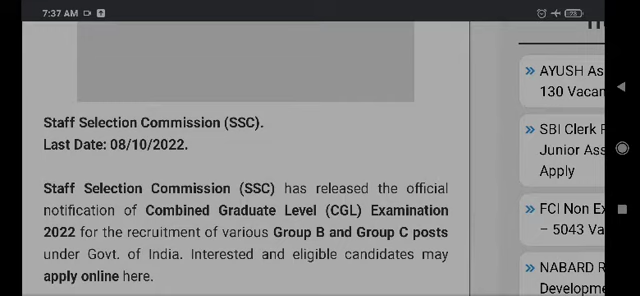 7:37 AM
28
Staff Selection Commission (SSC).
Last Date: 08/10/2022.
Staff Selection Commission (SSC) has released the official
notification of Combined Graduate Level (CGL) Examination
2022 for the recruitment of various Group B and Group C posts
under Govt. of India. Interested and eligible candidates may
apply online here.
» AYUSH As
130 Vacan
» SBI Clerk
Junior Ass
Apply
» FCI Non Ex
– 5043 Va
» NABARD R
Developme